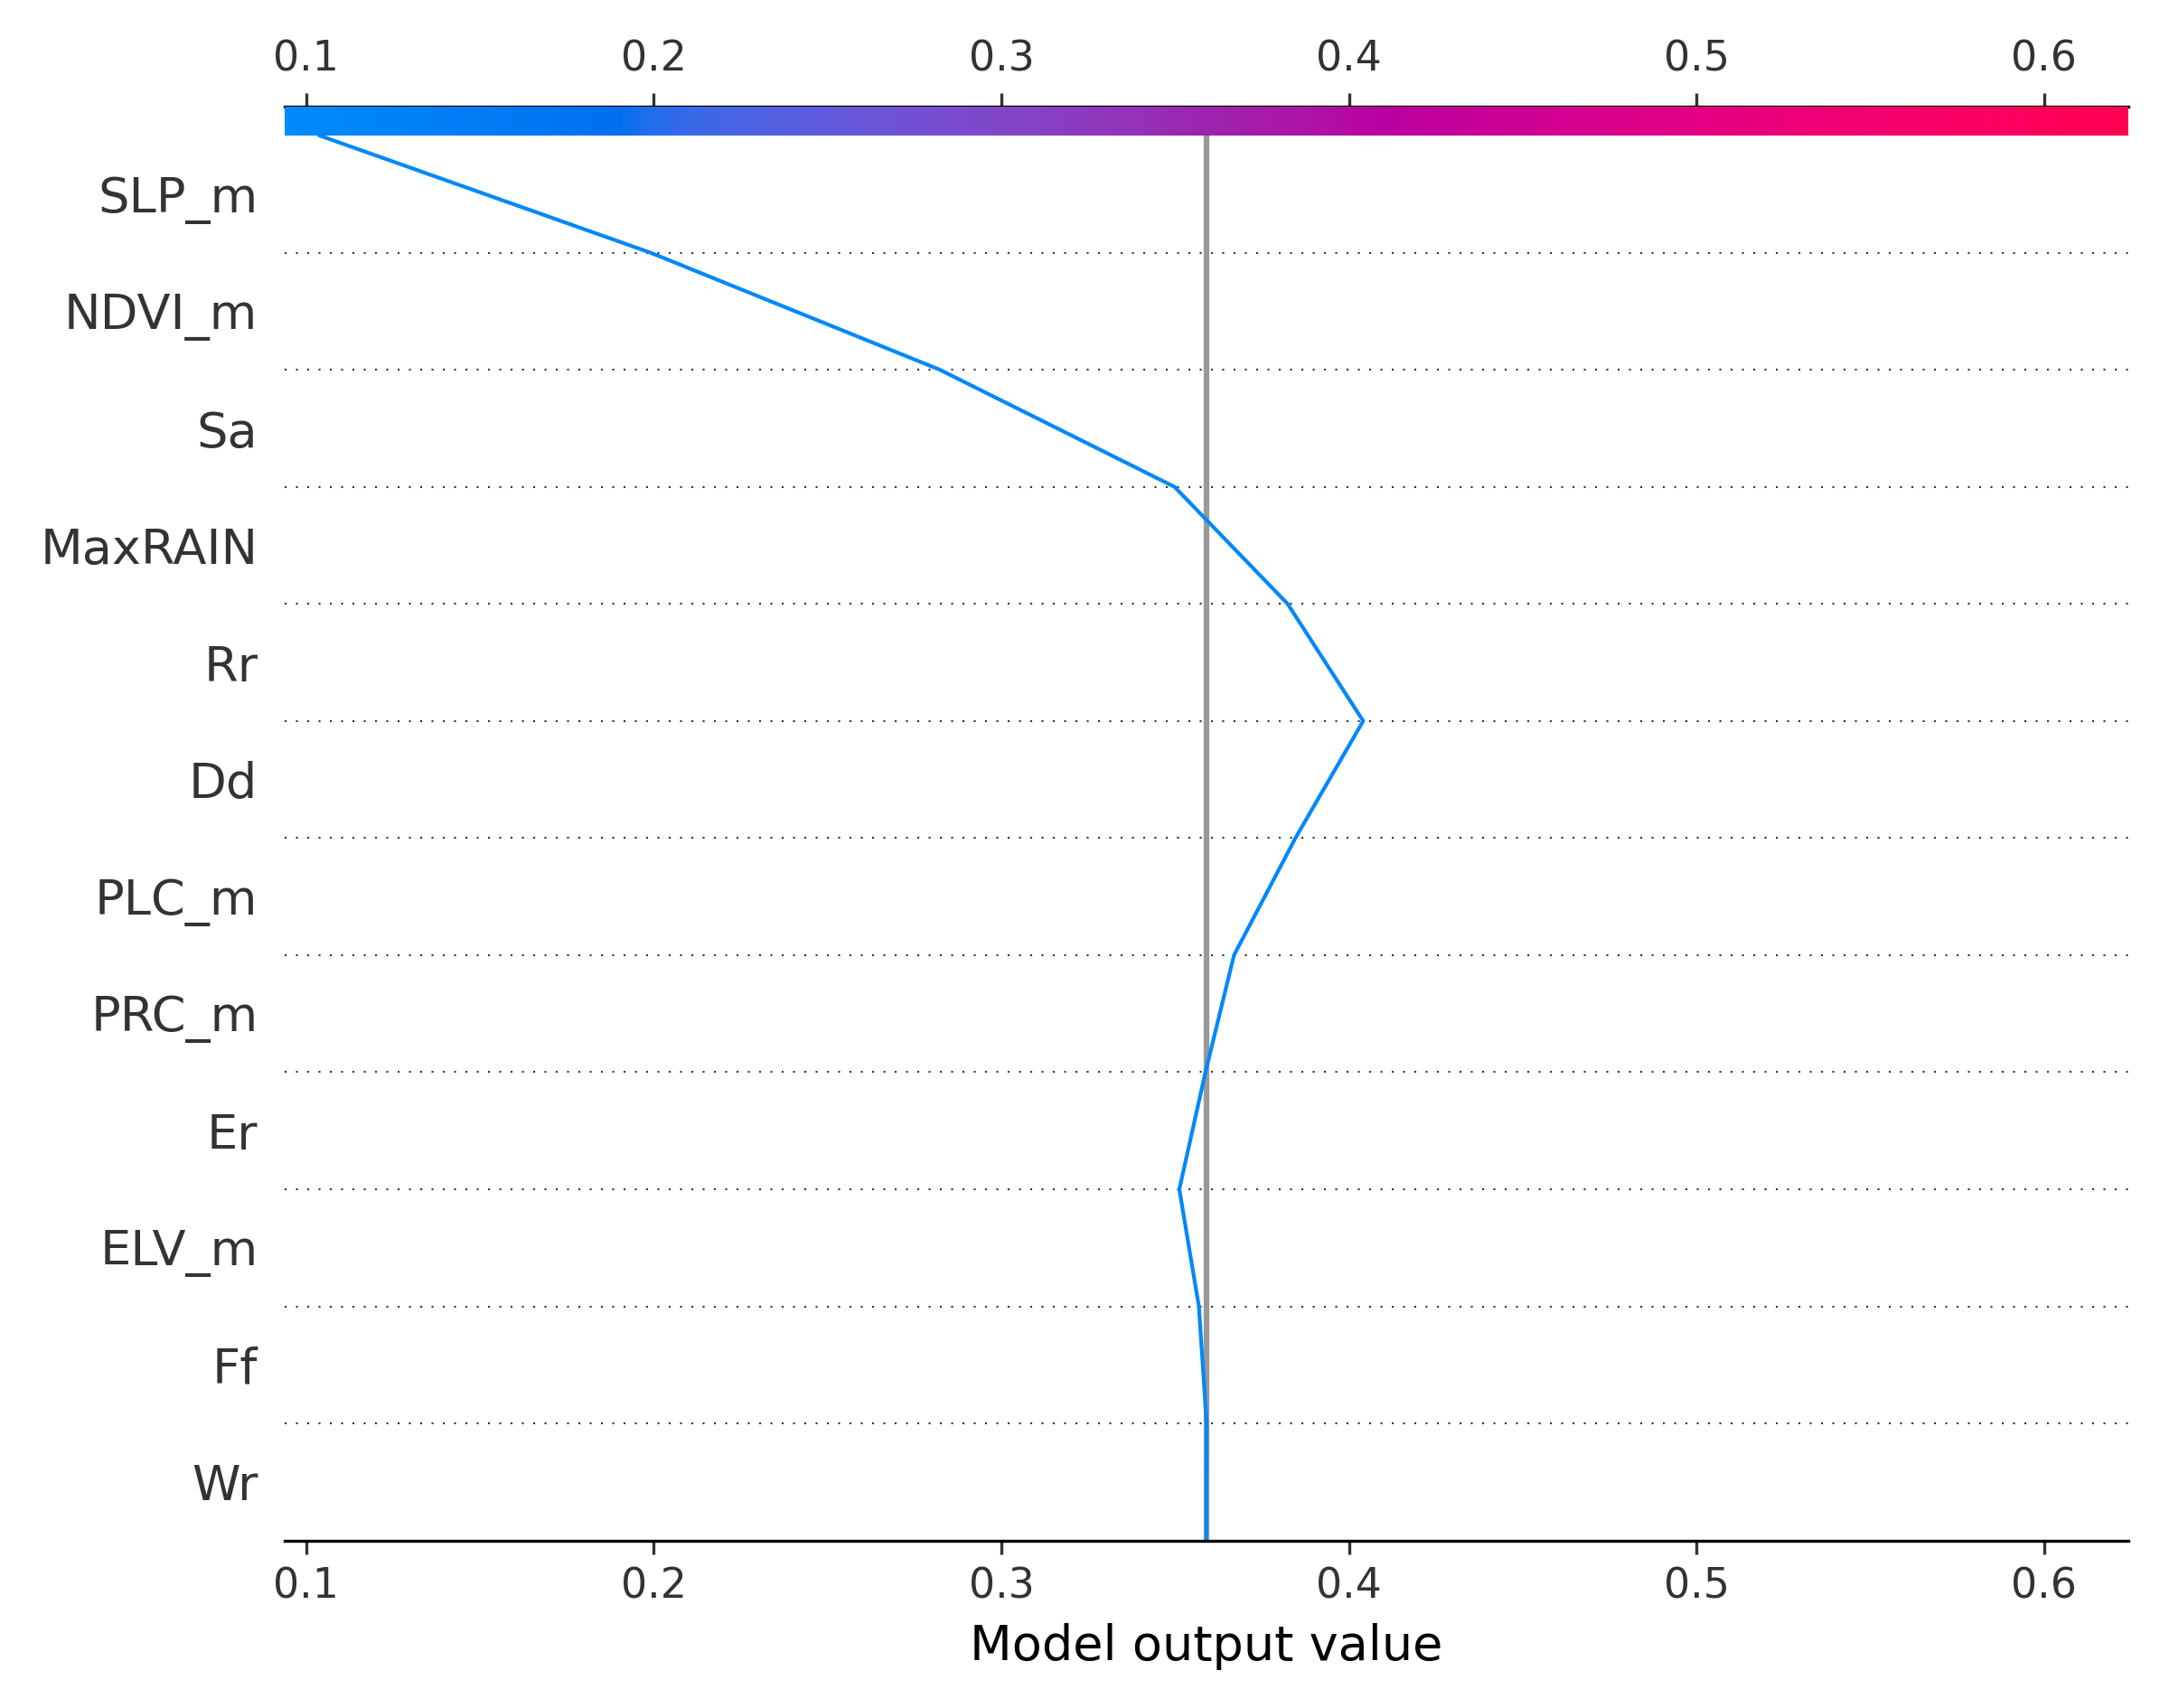 0.1 0.2 0.3 0.4 0.5 0.6
SLP_m
NDVI_m
Sa
MaxRAIN
Rr
Dd
PLC_m
PRC_m
Er
ELV_m
Ff
Wr
0.1 0.2 0.3 0.4 0.5 0.6
Model output value